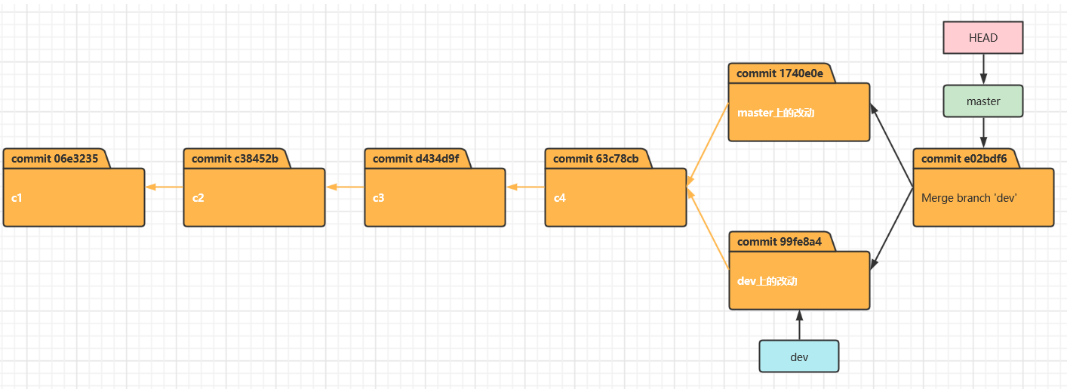 HEAD
commit 1740e0e
master上的改动
master
commit 06e3235
c1
commit c38452b
c2
commit d434d9f
c3
commit 63c78cb
c4
commit e02bdf6
Merge branch 'dev'
commit 99fe8a4
dev上的改动
dev